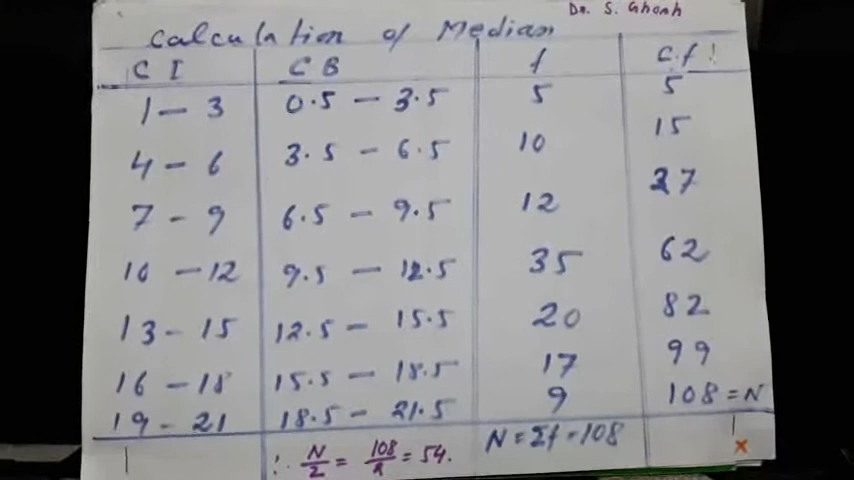 Dr. S. Ghosh
Calculation of Median
C I C B f c.f!
1 — 3 0.5 — 3.5 5 5
4 — 6 3.5 — 6.5 10 15
7 — 9 6.5 — 9.5 12 27
10 — 12 9.5 — 12.5 35 62
13 - 15 12.5 — 15.5 20 82
16 — 18 15.5 — 18.5 17 99
19 - 21 18.5 — 21.5 9 108 = N
N = Σf = 108
∴ N/2 = 108/2 = 54.